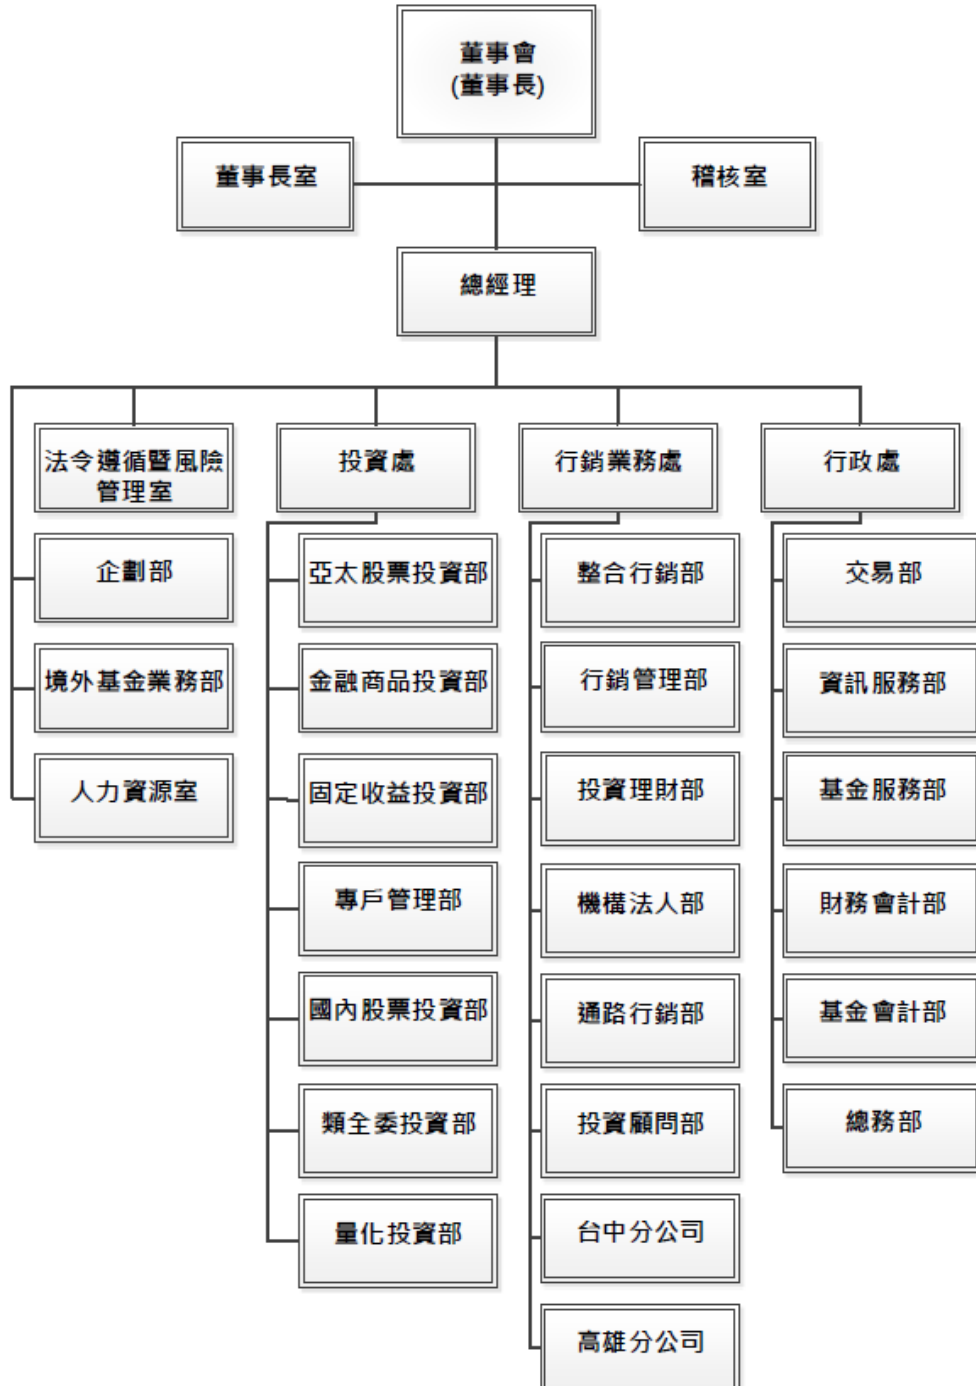 董事會
(董事長)
董事長室
稽核室
總經理
法令遵循暨風險
管理室
企劃部
境外基金業務部
人力資源室
投資處
亞太股票投資部
金融商品投資部
固定收益投資部
專戶管理部
國內股票投資部
類全委投資部
量化投資部
行銷業務處
整合行銷部
行銷管理部
投資理財部
機構法人部
通路行銷部
投資顧問部
台中分公司
高雄分公司
行政處
交易部
資訊服務部
基金服務部
財務會計部
基金會計部
總務部